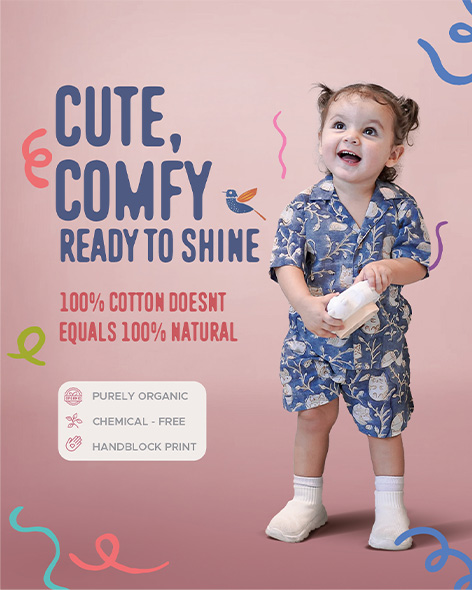 CUTE,
COMFY
READY TO SHINE
100% COTTON DOESNT
EQUALS 100% NATURAL
PURELY ORGANIC
CHEMICAL - FREE
HANDBLOCK PRINT